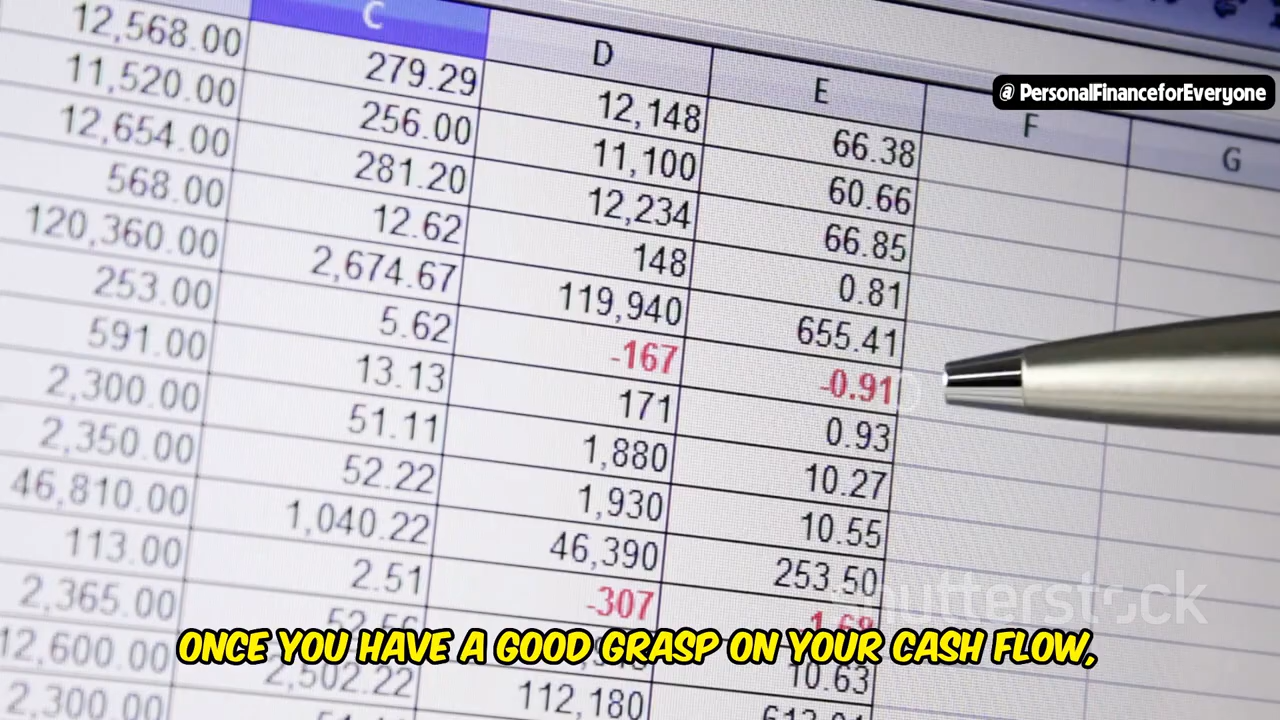 C D E F G
@ PersonalFinanceforEveryone
12,568.00 279.29 12,148 66.38
11,520.00 256.00 11,100 60.66
12,654.00 281.20 12,234 66.85
568.00 12.62 148 0.81
120,360.00 2,674.67 119,940 655.41
253.00 5.62 -167 -0.91
591.00 13.13 171 0.93
2,300.00 51.11 1,880 10.27
2,350.00 52.22 1,930 10.55
46,810.00 1,040.22 46,390 253.50
113.00 2.51 -307
2,365.00 10.63
12,600.00 2,502.22 112,180
2,300.00
shutterstock
ONCE YOU HAVE A GOOD GRASP ON YOUR CASH FLOW,